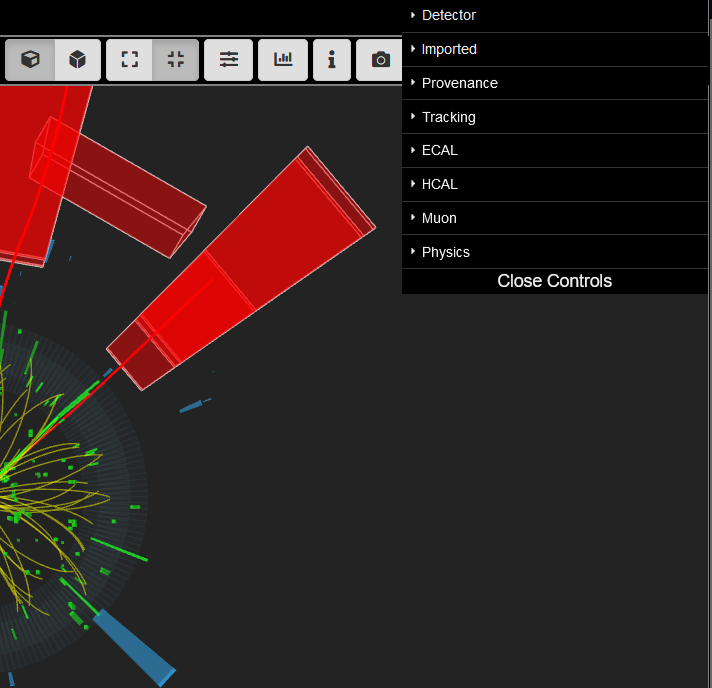 Detector
Imported
Provenance
Tracking
ECAL
HCAL
Muon
Physics
Close Controls